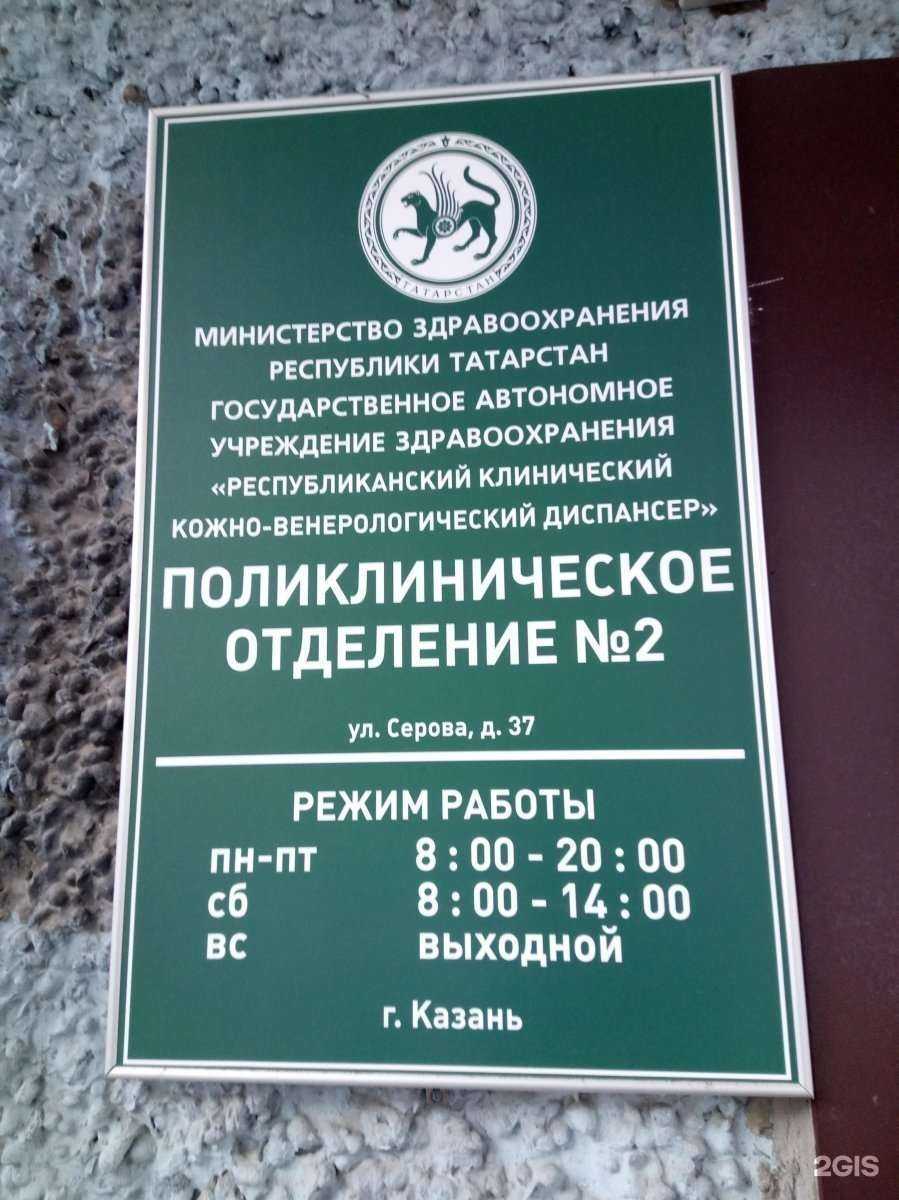 ТАТАРСТАН
МИНИСТЕРСТВО ЗДРАВООХРАНЕНИЯ
РЕСПУБЛИКИ ТАТАРСТАН
ГОСУДАРСТВЕННОЕ АВТОНОМНОЕ
УЧРЕЖДЕНИЕ ЗДРАВООХРАНЕНИЯ
«РЕСПУБЛИКАНСКИЙ КЛИНИЧЕСКИЙ
КОЖНО-ВЕНЕРОЛОГИЧЕСКИЙ ДИСПАНСЕР»
ПОЛИКЛИНИЧЕСКОЕ
ОТДЕЛЕНИЕ №2
ул. Серова, д. 37
РЕЖИМ РАБОТЫ
пн-пт 8 : 00 - 20 : 00
сб 8 : 00 - 14 : 00
вс выходной
г. Казань
2GIS